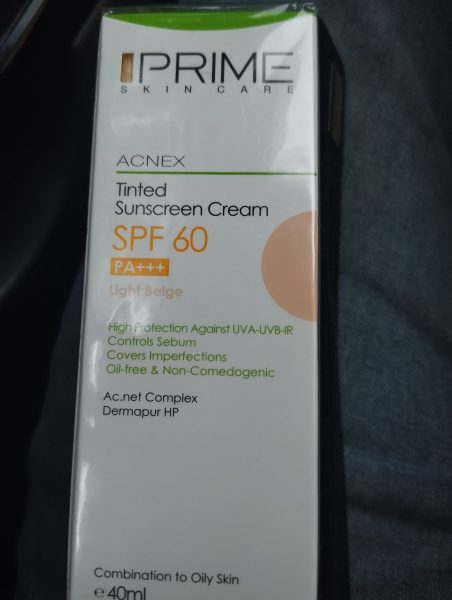 PRIME
SKIN CARE
ACNEX
Tinted
Sunscreen Cream
SPF 60
PA+++
Light Beige
High Protection Against UVA-UVB-IR
Controls Sebum
Covers Imperfections
Oil-free & Non-Comedogenic
Ac.net Complex
Dermapur HP
Combination to Oily Skin
℮40ml